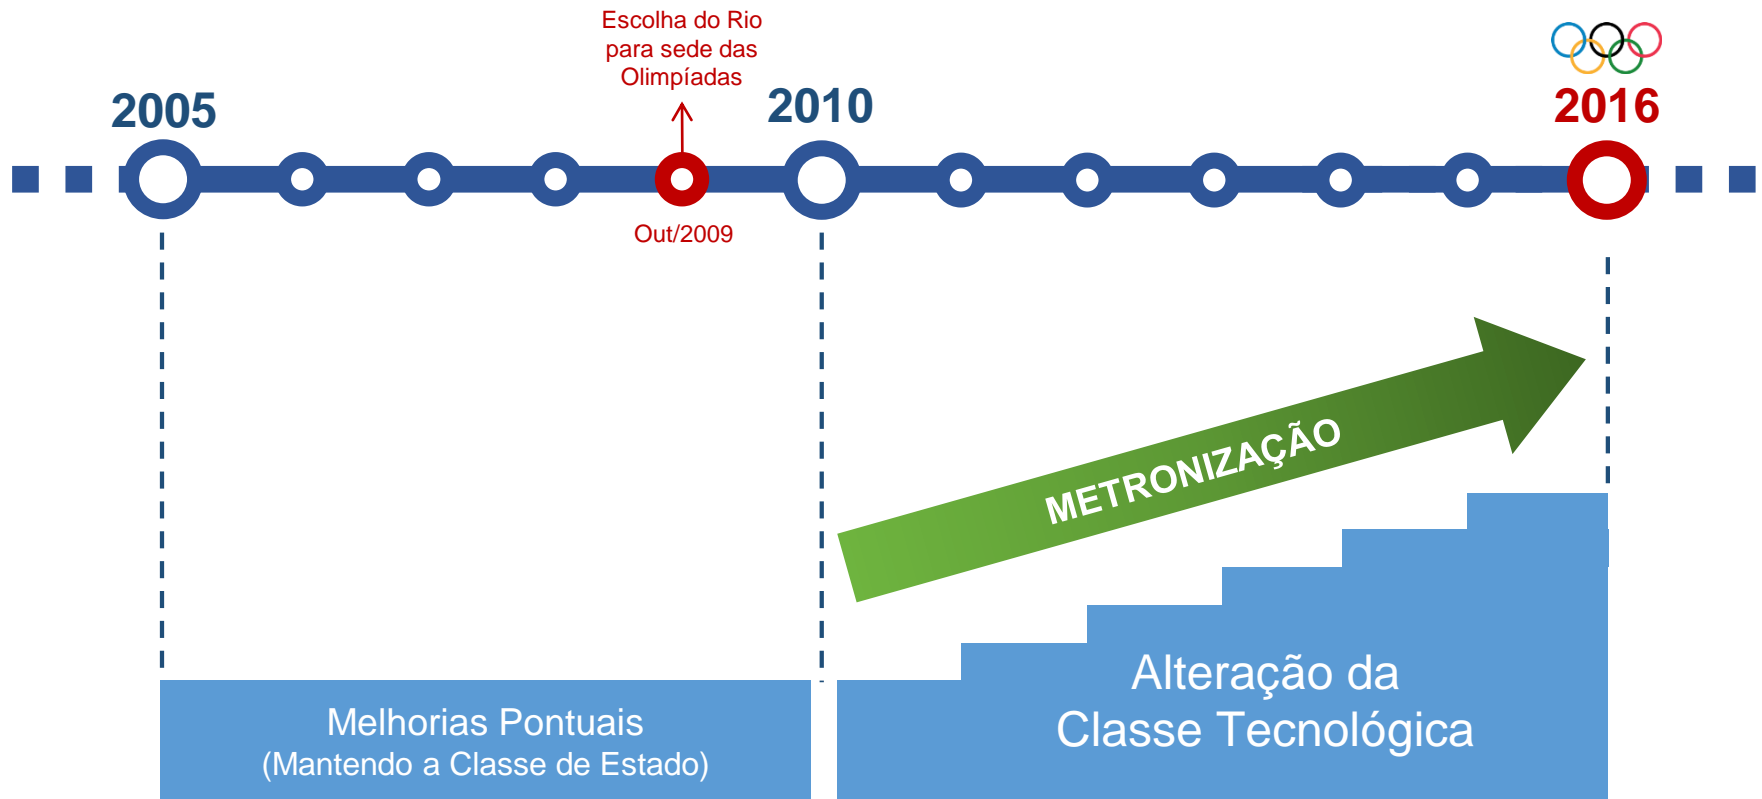 Escolha do Rio
para sede das
Olimpíadas
2005
2010
2016
Out/2009
METRONIZAÇÃO
Melhorias Pontuais
(Mantendo a Classe de Estado)
Alteração da
Classe Tecnológica